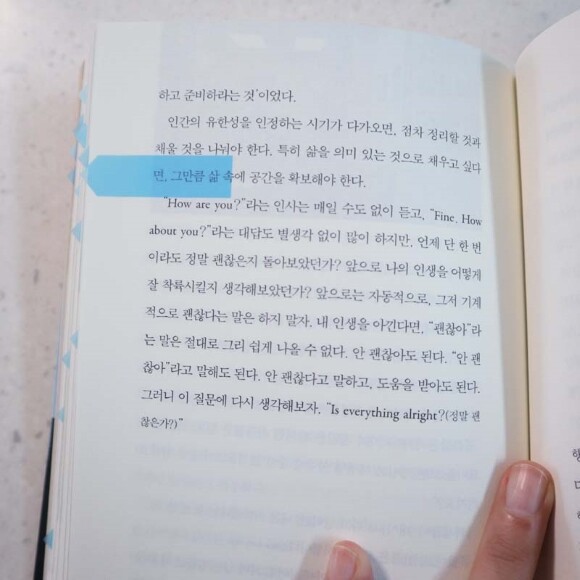 하고 준비하라는 것'이었다.
인간의 유한성을 인정하는 시기가 다가오면, 점차 정리할 것과
채울 것을 나눠야 한다. 특히 삶을 의미 있는 것으로 채우고 싶다
면, 그만큼 삶 속에 공간을 확보해야 한다.
"How are you?"라는 인사는 매일 수도 없이 듣고, "Fine. How
about you?"라는 대답도 별생각 없이 많이 하지만, 언제 단 한 번
이라도 정말 괜찮은지 돌아보았던가? 앞으로 나의 인생을 어떻게
잘 착륙시킬지 생각해보았던가? 앞으로는 자동적으로, 그저 기계
적으로 괜찮다는 말은 하지 말자. 내 인생을 아낀다면, "괜찮아"라
는 말은 절대로 그리 쉽게 나올 수 없다. 안 괜찮아도 된다. "안 괜
찮아"라고 말해도 된다. 안 괜찮다고 말하고, 도움을 받아도 된다.
그러니 이 질문에 다시 생각해보자. "Is everything alright?(정말 괜
찮은가?)"